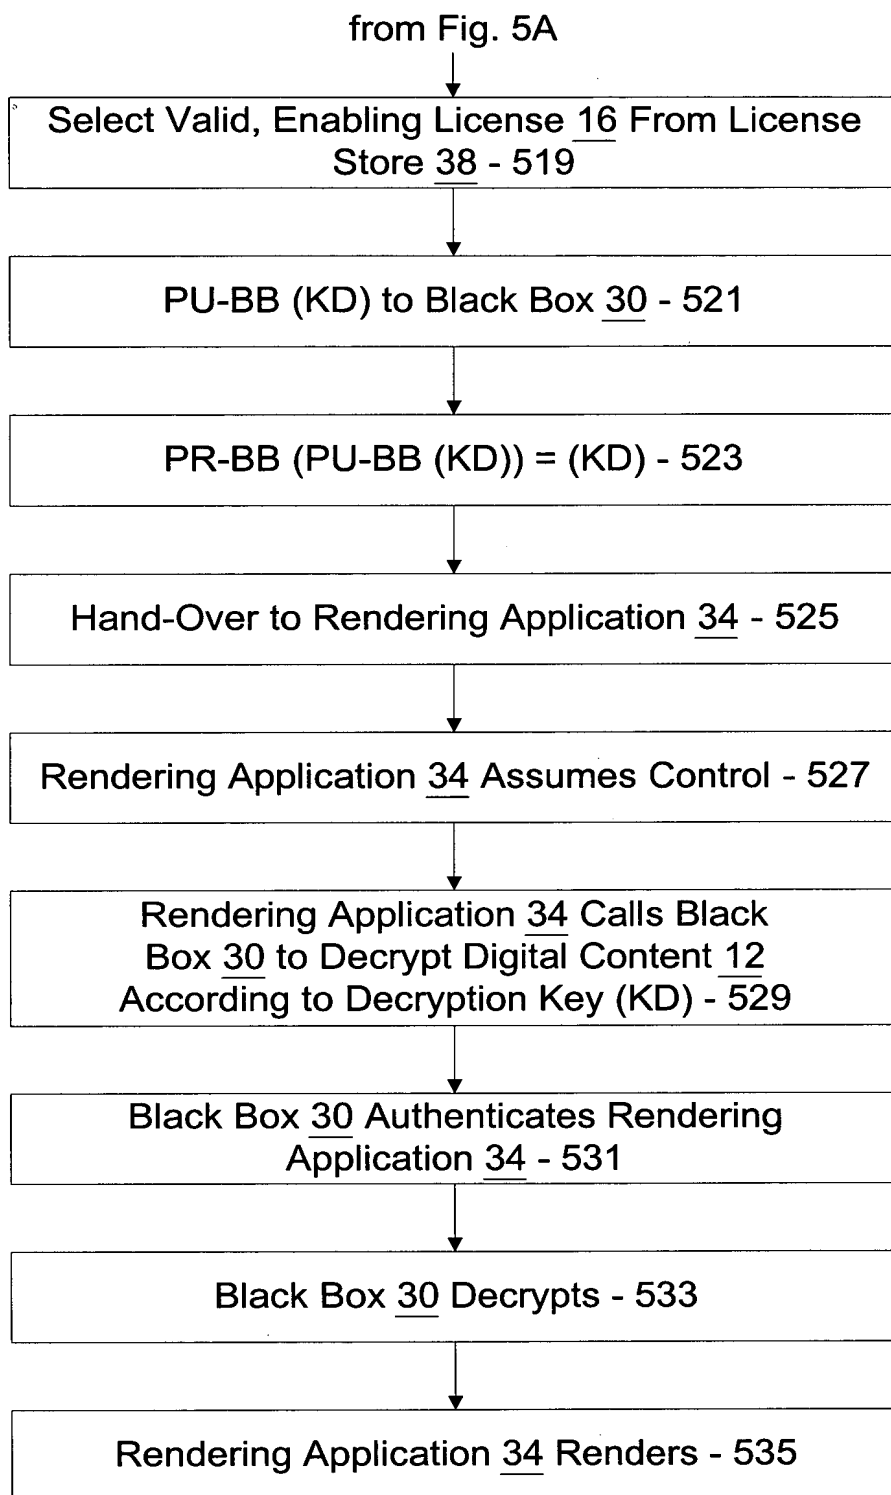 from Fig. 5A
Select Valid, Enabling License 16 From License
Store 38 - 519
PU-BB (KD) to Black Box 30 - 521
PR-BB (PU-BB (KD)) = (KD) - 523
Hand-Over to Rendering Application 34 - 525
Rendering Application 34 Assumes Control - 527
Rendering Application 34 Calls Black
Box 30 to Decrypt Digital Content 12
According to Decryption Key (KD) - 529
Black Box 30 Authenticates Rendering
Application 34 - 531
Black Box 30 Decrypts - 533
Rendering Application 34 Renders - 535